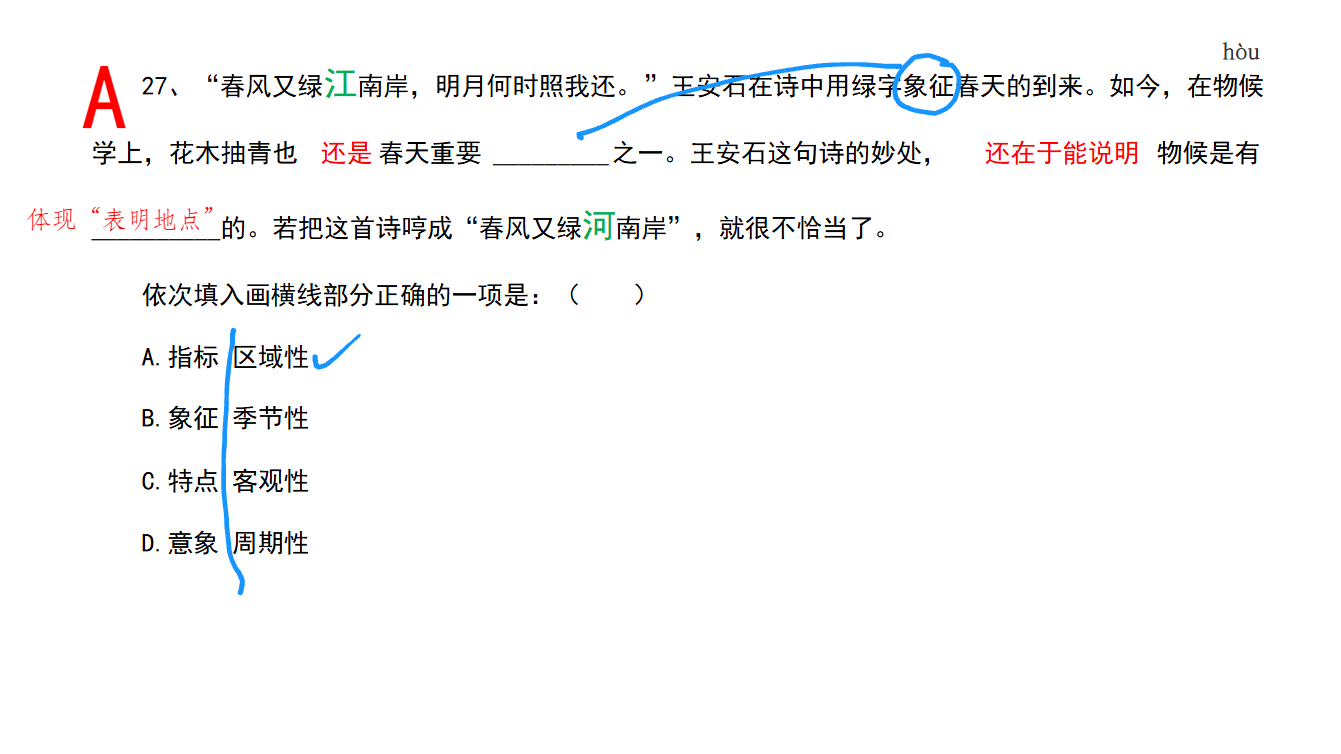 hòu
A 27、“春风又绿江南岸，明月何时照我还。”王安石在诗中用绿字象征春天的到来。如今，在物候
学上，花木抽青也 还是 春天重要 _________之一。王安石这句诗的妙处， 还在于能说明 物候是有
体现“表明地点”
__________的。若把这首诗哼成“春风又绿河南岸”，就很不恰当了。
依次填入画横线部分正确的一项是：（　　）
A.指标 区域性
B.象征 季节性
C.特点 客观性
D.意象 周期性